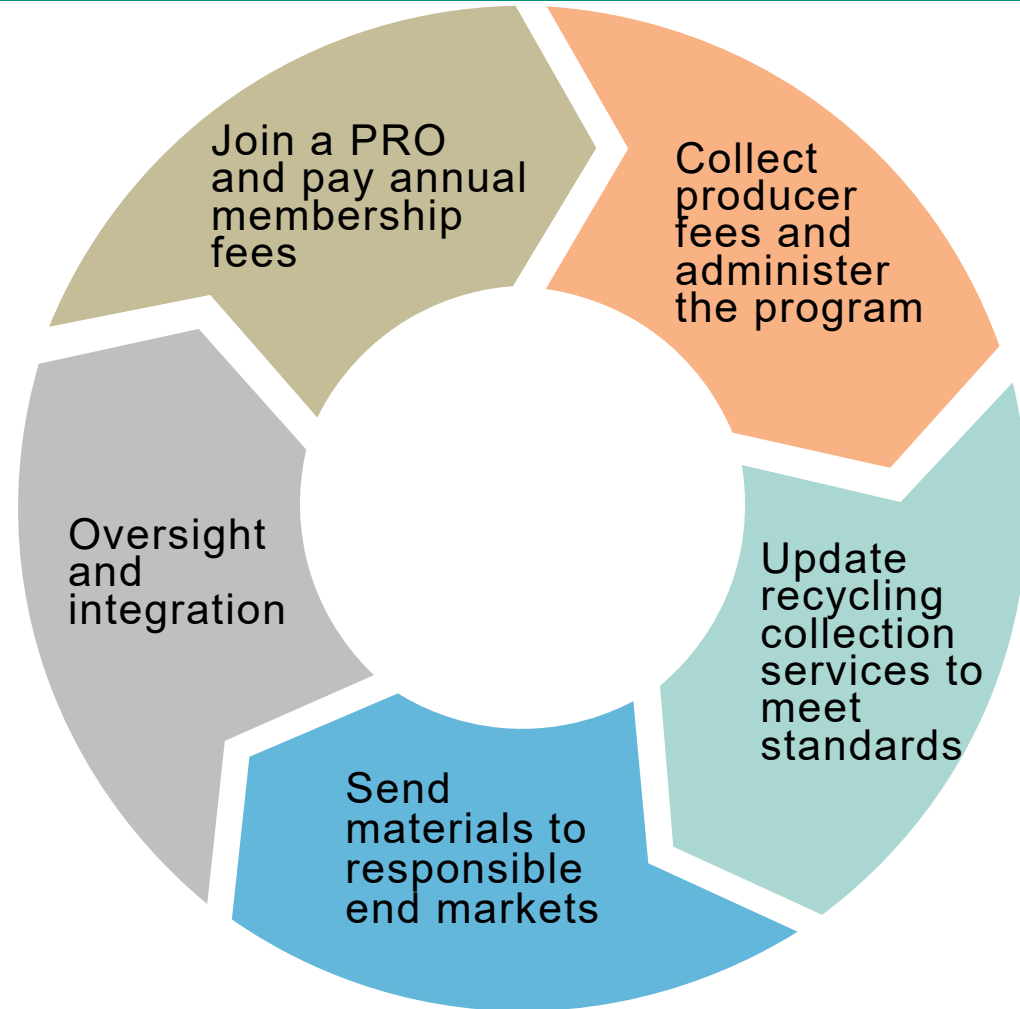 Join a PRO
and pay annual
membership
fees
Collect
producer
fees and
administer
the program
Update
recycling
collection
services to
meet
standards
Send
materials to
responsible
end markets
Oversight
and
integration